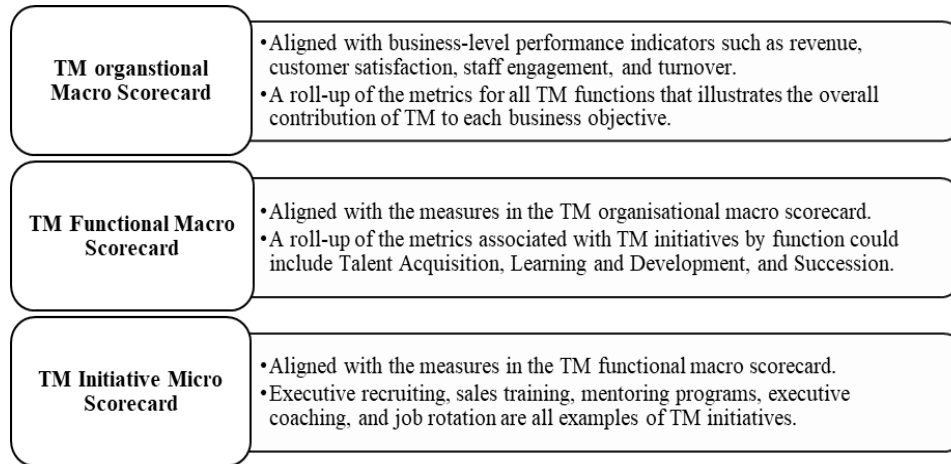 TM organstional
Macro Scorecard
•Aligned with business-level performance indicators such as revenue,
customer satisfaction, staff engagement, and turnover.
•A roll-up of the metrics for all TM functions that illustrates the overall
contribution of TM to each business objective.
TM Functional Macro
Scorecard
•Aligned with the measures in the TM organisational macro scorecard.
•A roll-up of the metrics associated with TM initiatives by function could
include Talent Acquisition, Learning and Development, and Succession.
TM Initiative Micro
Scorecard
•Aligned with the measures in the TM functional macro scorecard.
•Executive recruiting, sales training, mentoring programs, executive
coaching, and job rotation are all examples of TM initiatives.